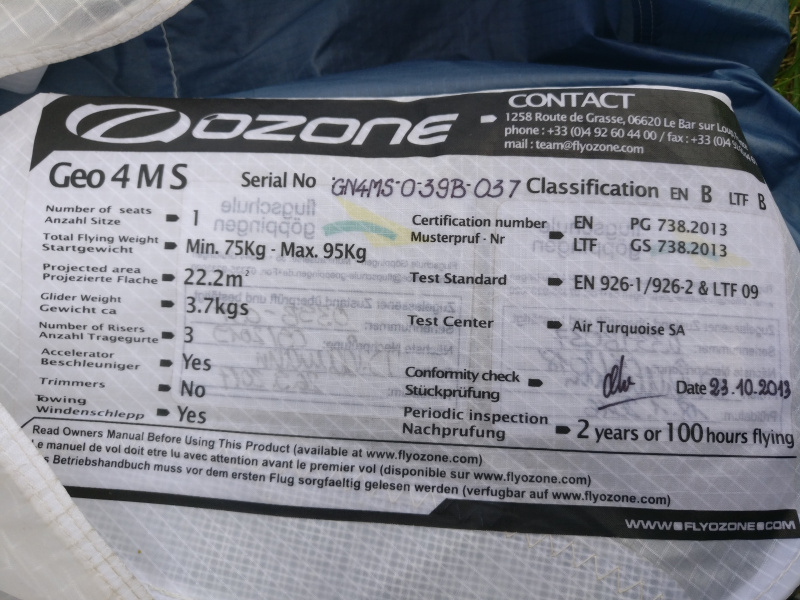 OZONE
CONTACT
1258 Route de Grasse, 06620 Le Bar sur Loup,
phone : +33 (0)4 92 60 44 00 / fax : +33 (0)4
mail : team@flyozone.com
Geo 4 M S
Serial No GN4MS-O-39B-037 Classification EN B LTF B
Number of seats
Anzahl Sitze
1
Total Flying Weight
Startgewicht
Min. 75Kg - Max. 95Kg
Projected area
Projezierte Flache
22.2m²
Glider Weight
Gewicht ca
3.7kgs
Number of Risers
Anzahl Tragegurte
3
Accelerator
Beschleuniger
Yes
Trimmers
No
Towing
Windenschlepp
Yes
Certification number
Musterpruf - Nr
EN PG 738.2013
LTF GS 738.2013
Test Standard
EN 926-1/926-2 & LTF 09
Test Center
Air Turquoise SA
Conformity check
Stückprüfung
Date 23.10.2013
Periodic inspection
Nachprufung
2 years or 100 hours flying
Read Owners Manual Before Using This Product (available at www.flyozone.com)
Le manuel de vol doit etre lu avec attention avant le premier vol (disponible sur www.flyozone.com)
Betriebshandbuch muss vor dem ersten Flug sorgfaeltig gelesen werden (verfugbar auf www.flyozone.com)
WWW.FLYOZONE.COM
flugschule
göppingen